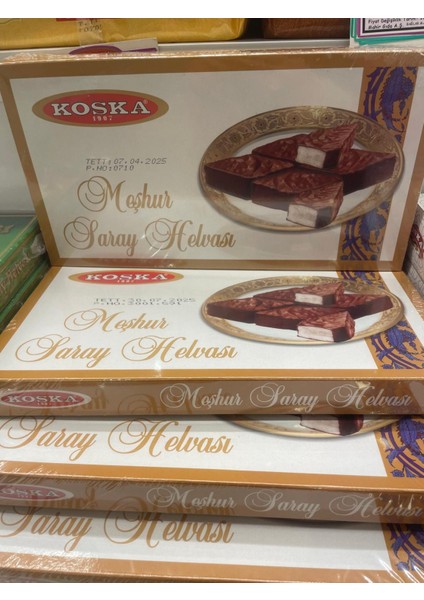 KOSKA
1907
TETT:07.04.2025
P.NO:0710
Meşhur
Saray Helvası
KOSKA
Meşhur
Saray Helvası
KOSKA
Meşhur Saray Helvası
Saray Helvası
KOSKA
Meşhur Saray Helvası
Saray Helvası